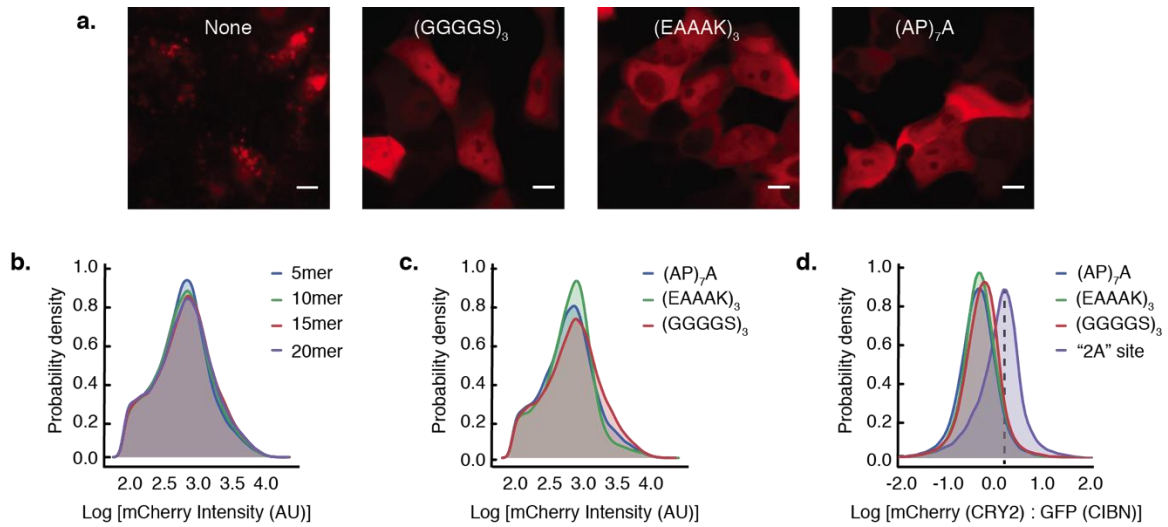 a.
None
(GGGGS)3
(EAAAK)3
(AP)7A
b.
Probability density
1.0
0.8
0.6
0.4
0.2
0.0
5mer
10mer
15mer
20mer
2.0 2.5 3.0 3.5 4.0
Log [mCherry Intensity (AU)]
c.
Probability density
1.0
0.8
0.6
0.4
0.2
0.0
(AP)7A
(EAAAK)3
(GGGGS)3
2.0 2.5 3.0 3.5 4.0
Log [mCherry Intensity (AU)]
d.
Probability density
1.0
0.8
0.6
0.4
0.2
0.0
(AP)7A
(EAAAK)3
(GGGGS)3
“2A” site
-2.0 -1.0 0.0 1.0 2.0
Log [mCherry (CRY2) : GFP (CIBN)]